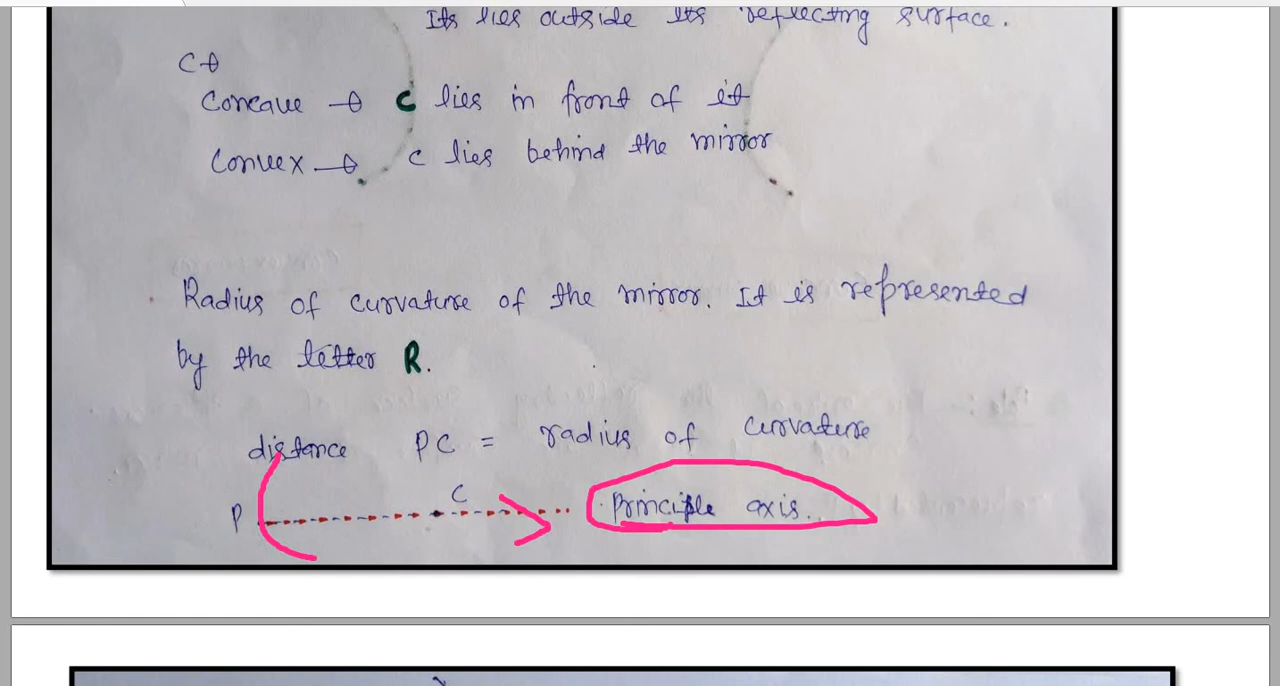 Its lies outside its reflecting surface.
C
Concave → C lies in front of it
Convex → C lies behind the mirror
Radius of curvature of the mirror. It is represented
by the letter R.
distance PC = radius of curvature
P C Principle axis.